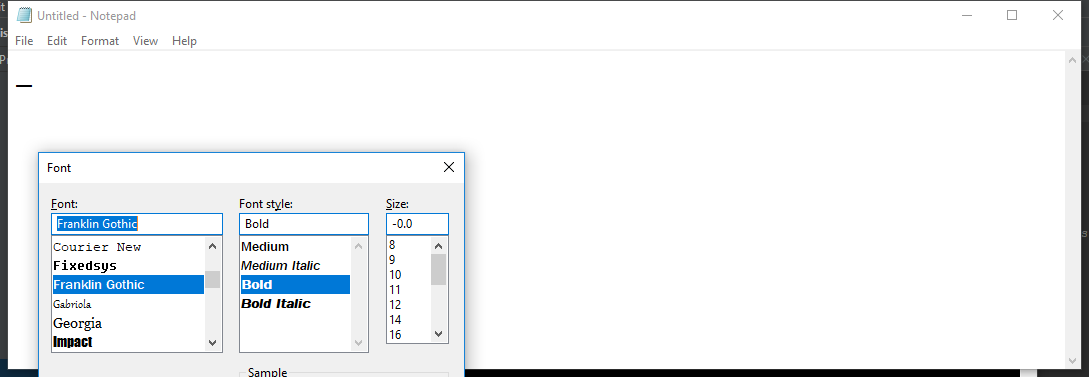 Untitled - Notepad
File Edit Format View Help
Font
Font: Font style: Size:
Franklin Gothic Bold -0.0
Courier New Medium 8
Fixedsys Medium Italic 9
Franklin Gothic Bold 10
Gabriola Bold Italic 11
Georgia 12
Impact 14
16
Sample